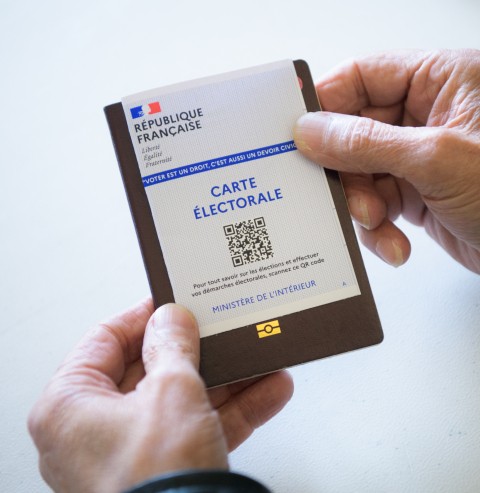 RÉPUBLIQUE
FRANÇAISE
Liberté
Égalité
Fraternité
VOTER EST UN DROIT, C'EST AUSSI UN DEVOIR CIVIQ
CARTE
ÉLECTORALE
Pour tout savoir sur les élections et effectuer
vos démarches électorales, scannez ce QR code
MINISTÈRE DE L'INTÉRIEUR
A